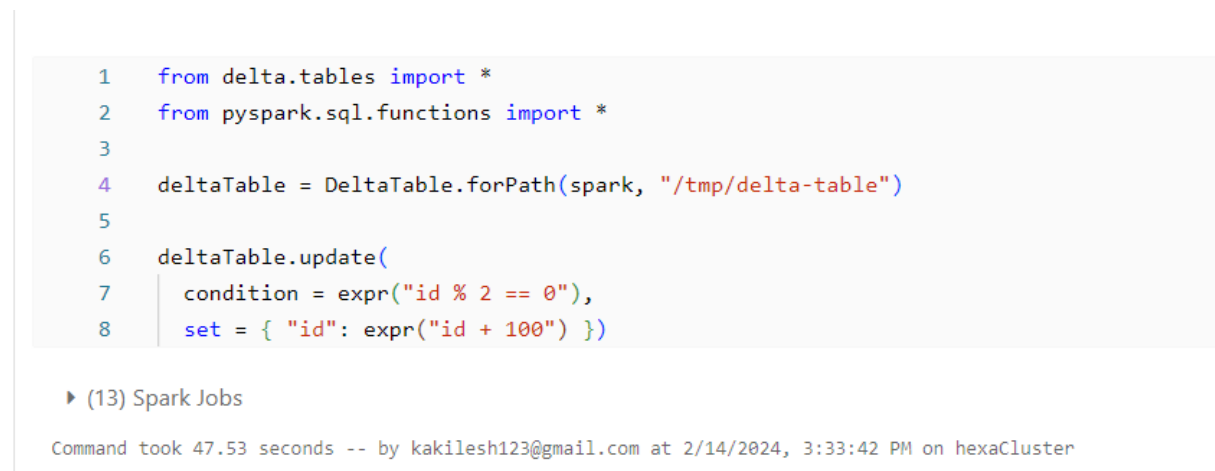 1 from delta.tables import *
2 from pyspark.sql.functions import *
3
4 deltaTable = DeltaTable.forPath(spark, "/tmp/delta-table")
5
6 deltaTable.update(
7 condition = expr("id % 2 == 0"),
8 set = { "id": expr("id + 100") })
(13) Spark Jobs
Command took 47.53 seconds -- by kakilesh123@gmail.com at 2/14/2024, 3:33:42 PM on hexaCluster